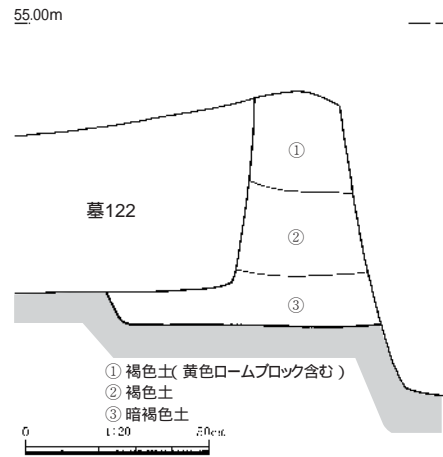 55.00m
①
墓122
②
③
① 褐色土( 黄色ロームブロック含む )
② 褐色土
③ 暗褐色土
0 1:20 50cm